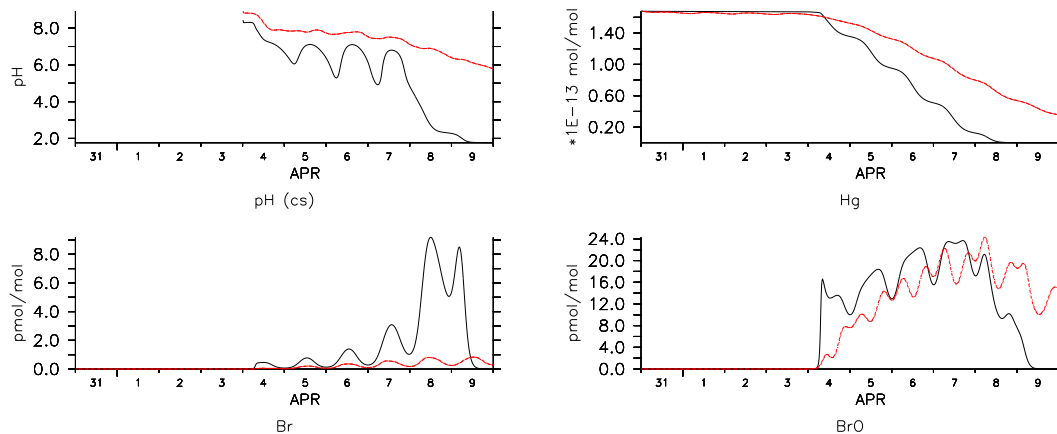 8.0
6.0
4.0
2.0
pH
31 1 2 3 4 5 6 7 8 9
APR
pH (cs)
1.40
1.00
0.60
0.20
*1E-13 mol/mol
31 1 2 3 4 5 6 7 8 9
APR
Hg
8.0
6.0
4.0
2.0
0.0
pmol/mol
31 1 2 3 4 5 6 7 8 9
APR
Br
24.0
20.0
16.0
12.0
8.0
4.0
0.0
pmol/mol
31 1 2 3 4 5 6 7 8 9
APR
BrO